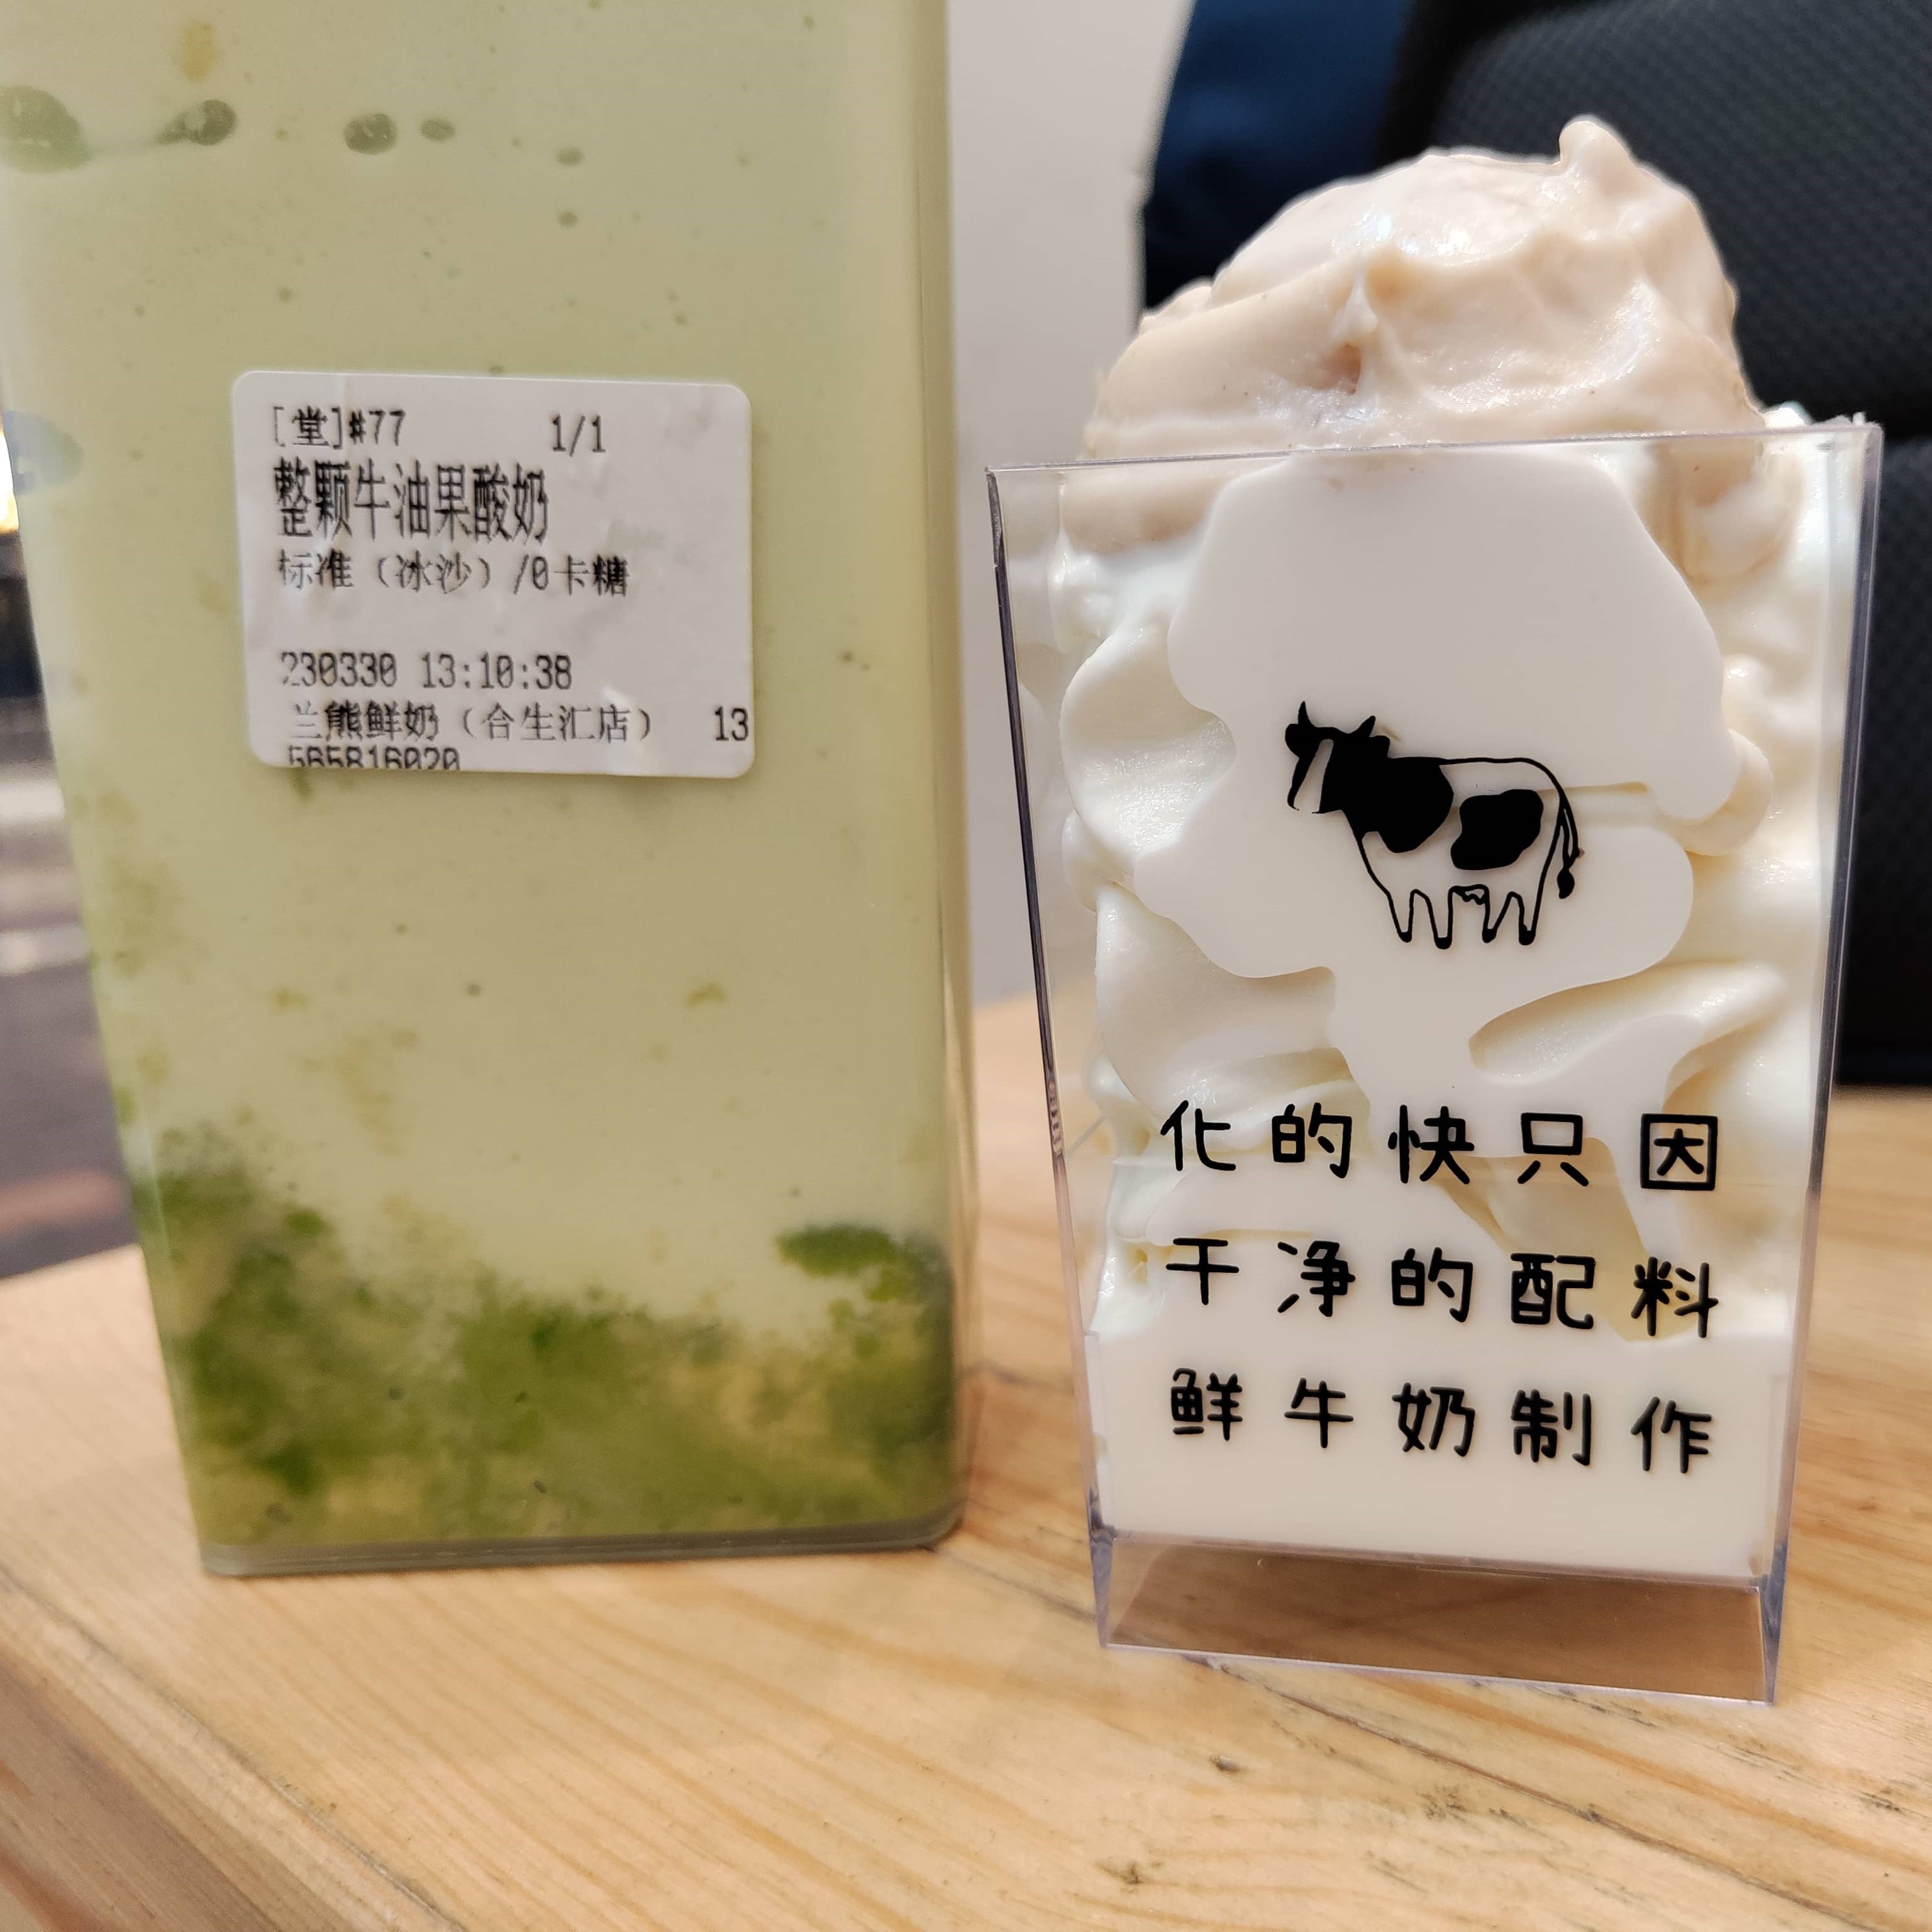 [堂]#77 1/1
整颗牛油果酸奶
标准（冰沙）/0卡糖
230330 13:10:38
兰熊鲜奶（合生汇店） 13
565816020
化的快只因
干净的配料
鲜牛奶制作